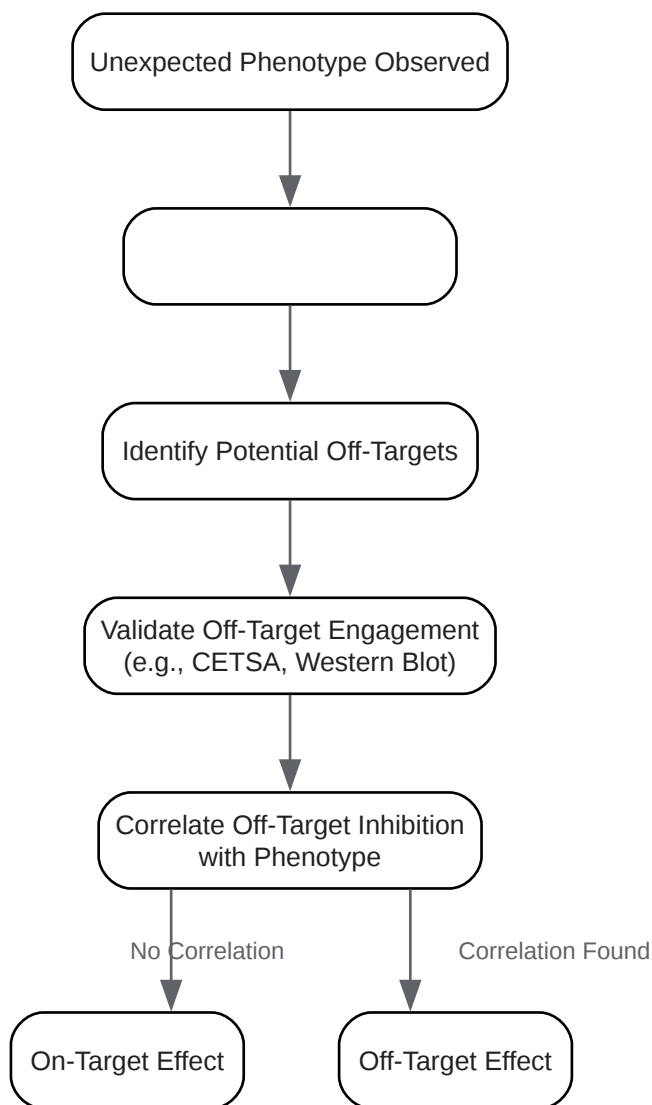 Unexpected Phenotype Observed
Identify Potential Off-Targets
Validate Off-Target Engagement
(e.g., CETSA, Western Blot)
Correlate Off-Target Inhibition
with Phenotype
No Correlation
Correlation Found
On-Target Effect
Off-Target Effect